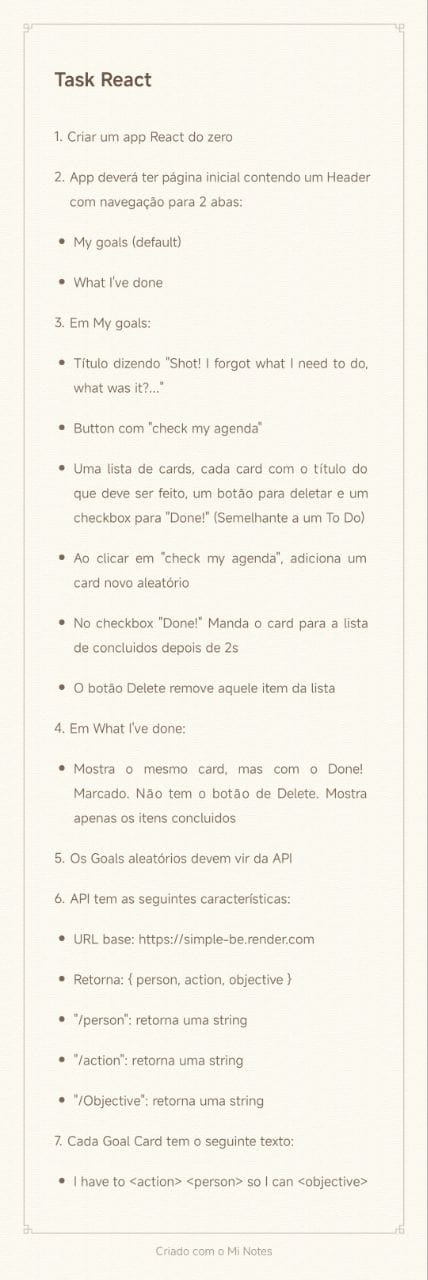 Task React
1. Criar um app React do zero
2. App deverá ter página inicial contendo um Header
com navegação para 2 abas:
• My goals (default)
• What I've done
3. Em My goals:
• Título dizendo "Shot! I forgot what I need to do,
what was it?..."
• Button com "check my agenda"
• Uma lista de cards, cada card com o título do
que deve ser feito, um botão para deletar e um
checkbox para "Done!" (Semelhante a um To Do)
• Ao clicar em "check my agenda", adiciona um
card novo aleatório
• No checkbox "Done!" Manda o card para a lista
de concluidos depois de 2s
• O botão Delete remove aquele item da lista
4. Em What I've done:
• Mostra o mesmo card, mas com o Done!
Marcado. Não tem o botão de Delete. Mostra
apenas os itens concluidos
5. Os Goals aleatórios devem vir da API
6. API tem as seguintes características:
• URL base: https://simple-be.render.com
• Retorna: { person, action, objective }
• "/person": retorna uma string
• "/action": retorna uma string
• "/Objective": retorna uma string
7. Cada Goal Card tem o seguinte texto:
• I have to <action> <person> so I can <objective>
Criado com o Mi Notes